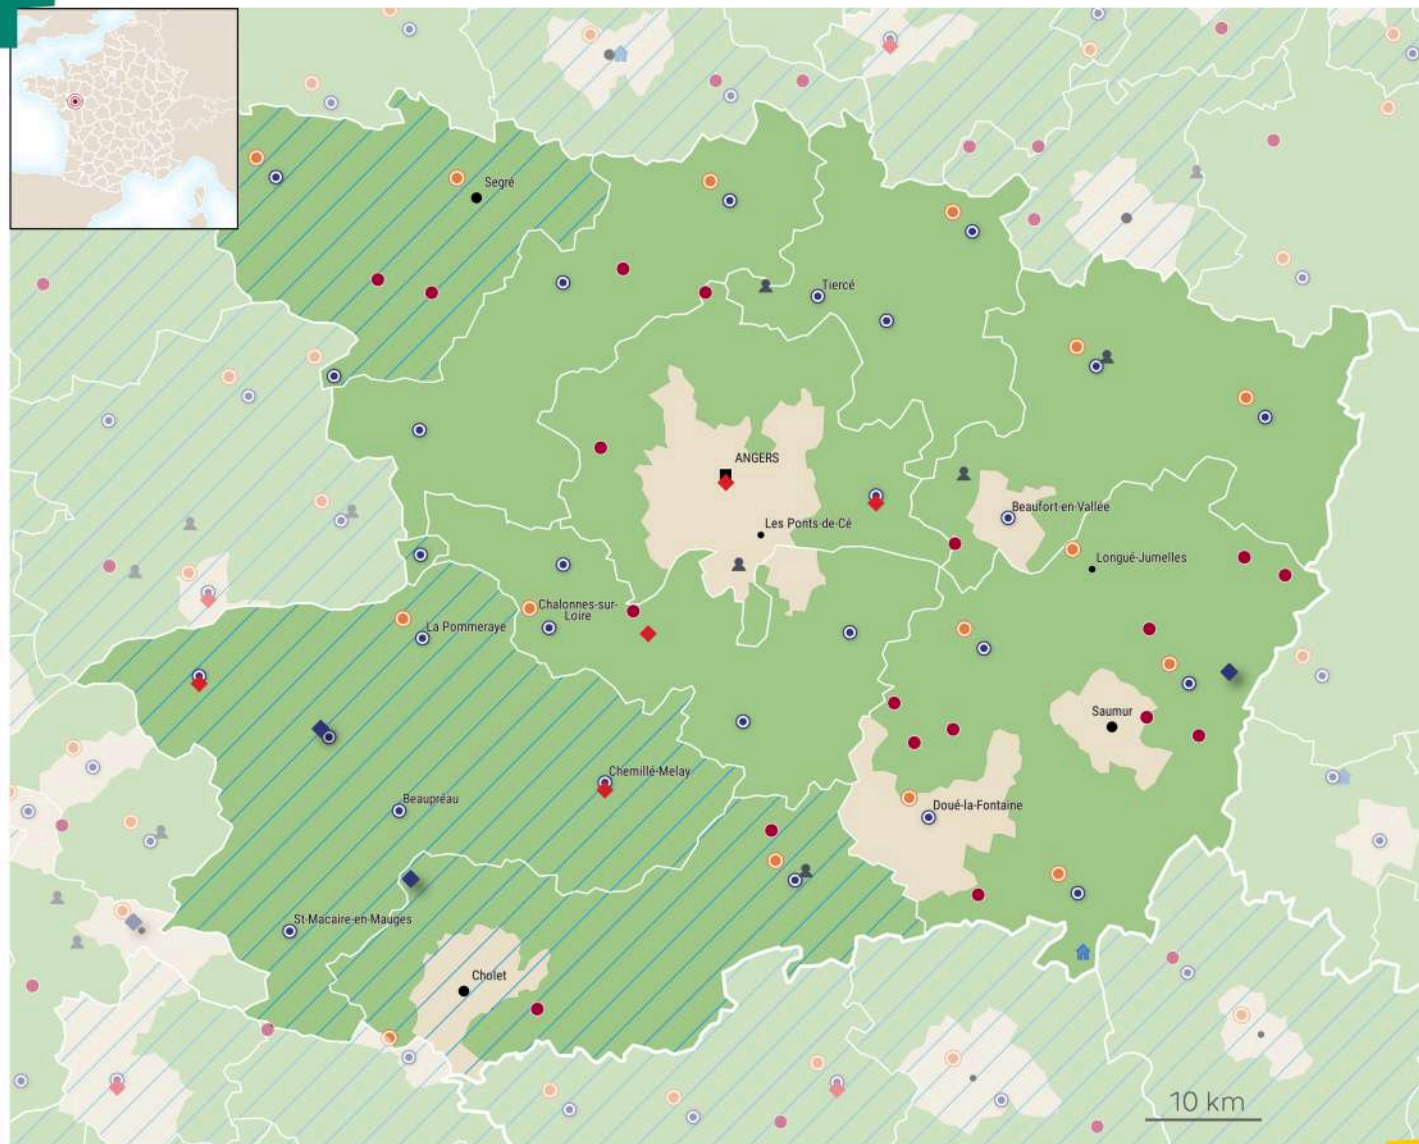 Segré
Tiercé
ANGERS
Les Ponts-de-Cé
Beaufort-en-Vallée
Longué-Jumelles
Chalonnes-sur-
Loire
La Pommeraye
Saumur
Chemillé-Melay
Beaupréau
Doué-la-Fontaine
St-Macaire-en-Mauges
Cholet
10 km